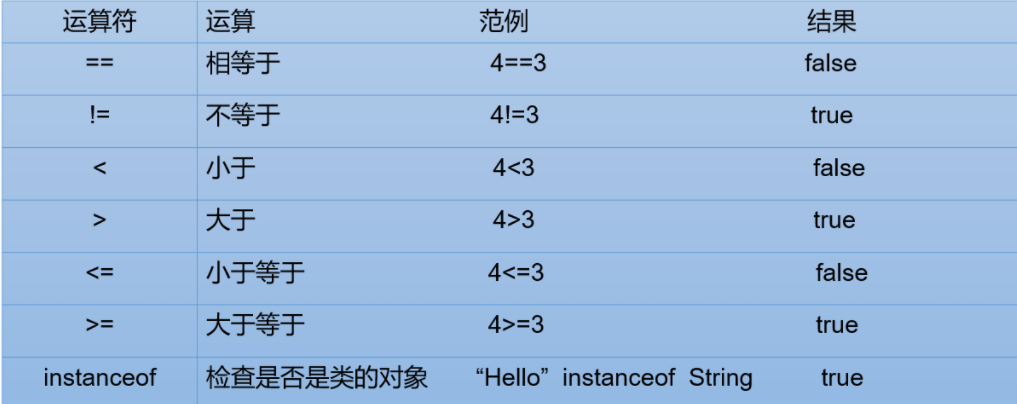 运算符 运算 范例 结果
== 相等于 4==3 false
!= 不等于 4!=3 true
< 小于 4<3 false
> 大于 4>3 true
<= 小于等于 4<=3 false
>= 大于等于 4>=3 true
instanceof 检查是否是类的对象 “Hello” instanceof String true